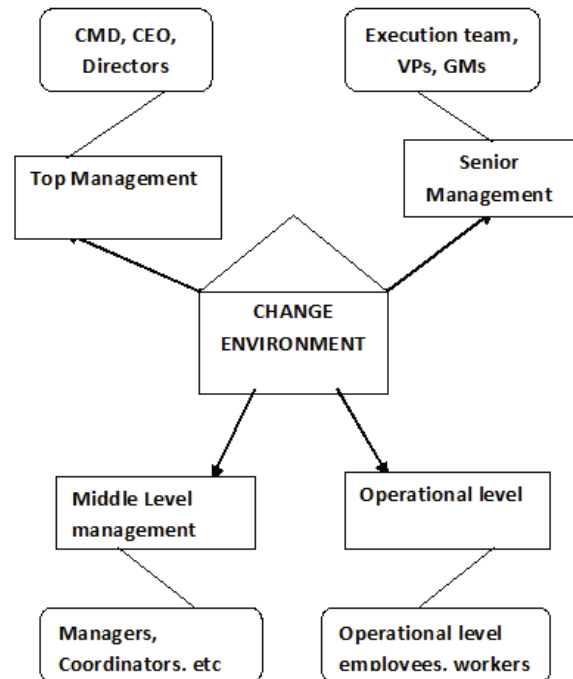 CMD, CEO,
Directors
Execution team,
VPs, GMs
Top Management
Senior
Management
CHANGE
ENVIRONMENT
Middle Level
management
Operational level
Managers,
Coordinators. etc
Operational level
employees. workers